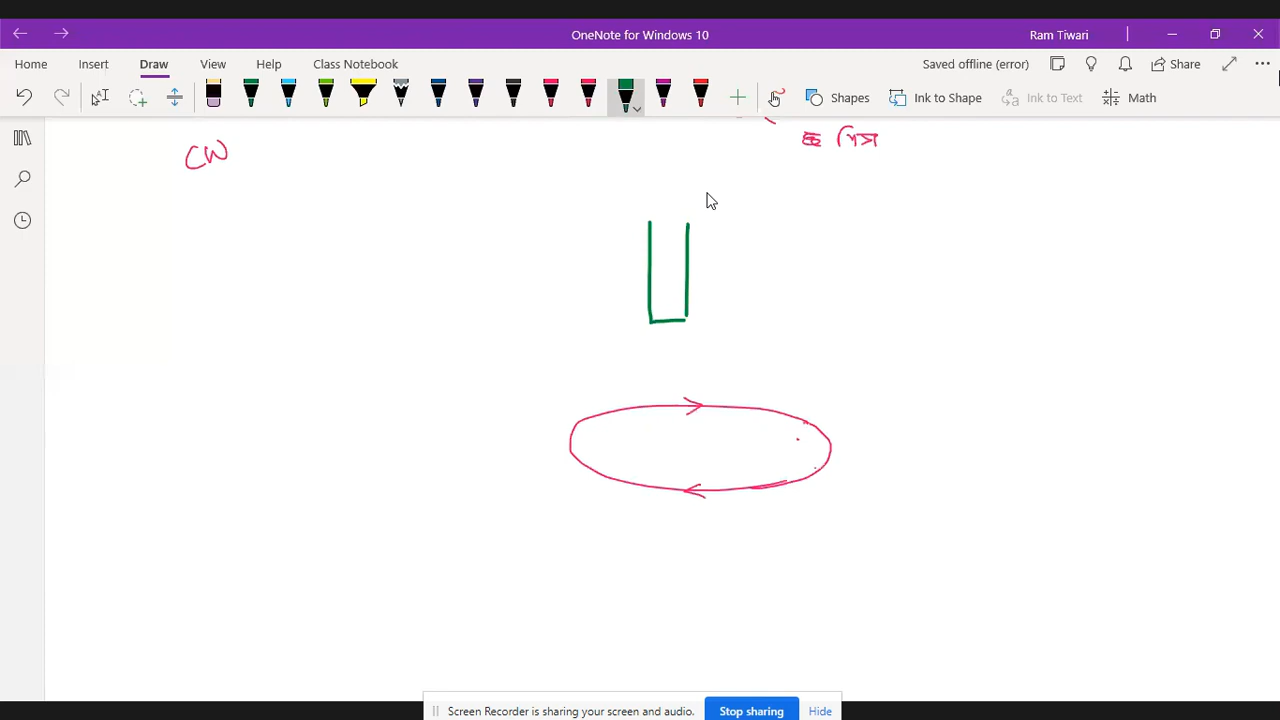 OneNote for Windows 10
Ram Tiwari
Home Insert Draw View Help Class Notebook
Saved offline (error)
Share
Shapes
Ink to Shape
Ink to Text
Math
CW
Screen Recorder is sharing your screen and audio.
Stop sharing
Hide